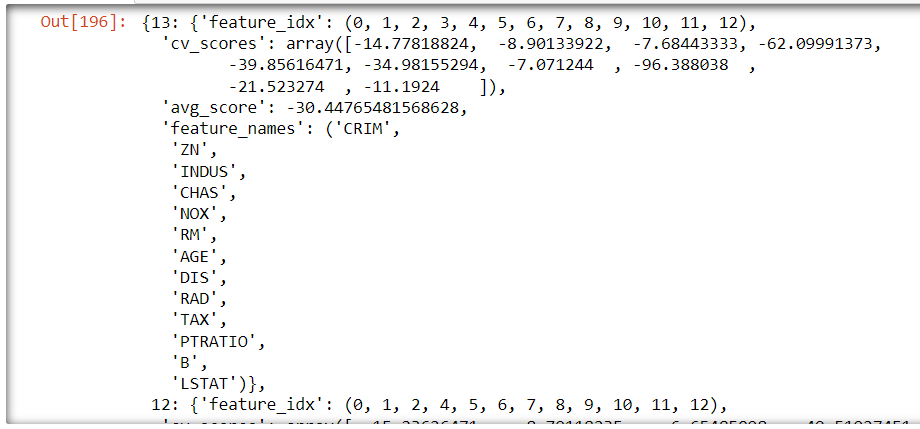 Out[196]: {13: {'feature_idx': (0, 1, 2, 3, 4, 5, 6, 7, 8, 9, 10, 11, 12),
'cv_scores': array([-14.77818824,  -8.90133922,  -7.68443333, -62.09991373,
-39.85616471, -34.98155294,  -7.071244  , -96.388038  ,
-21.523274  , -11.1924    ]),
'avg_score': -30.44765481568628,
'feature_names': ('CRIM',
'ZN',
'INDUS',
'CHAS',
'NOX',
'RM',
'AGE',
'DIS',
'RAD',
'TAX',
'PTRATIO',
'B',
'LSTAT')},
12: {'feature_idx': (0, 1, 2, 4, 5, 6, 7, 8, 9, 10, 11, 12),